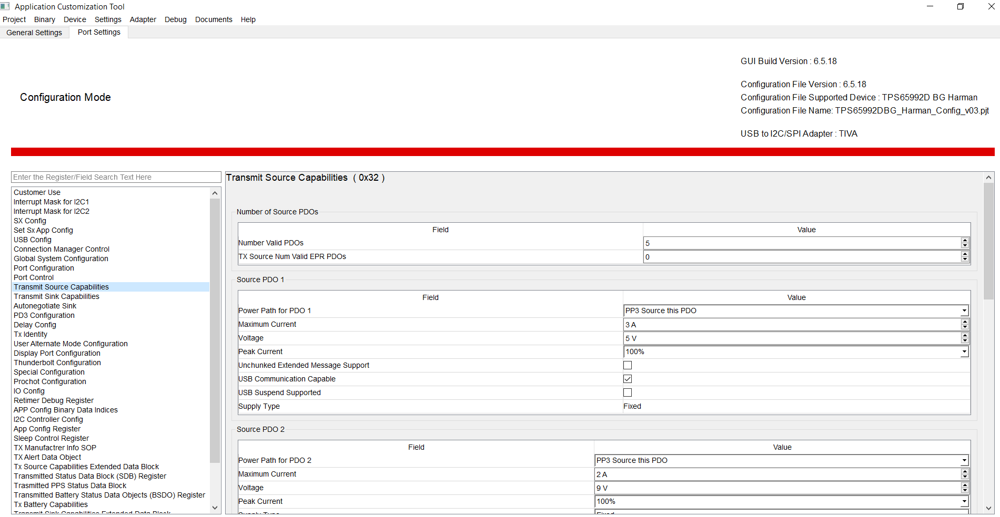 Application Customization Tool
Project Binary Device Settings Adapter Debug Documents Help
General Settings Port Settings
GUI Build Version : 6.5.18
Configuration File Version : 6.5.18
Configuration Mode
Configuration File Supported Device : TPS65992D BG Harman
Configuration File Name: TPS65992DBG_Harman_Config_v03.pjt
USB to I2C/SPI Adapter : TIVA
Enter the Register/Field Search Text Here
Customer Use
Interrupt Mask for I2C1
Interrupt Mask for I2C2
SX Config
Set Sx App Config
USB Config
Connection Manager Control
Global System Configuration
Port Configuration
Port Control
Transmit Source Capabilities
Transmit Sink Capabilities
Autonegotiate Sink
PD3 Configuration
Delay Config
Tx Identity
User Alternate Mode Configuration
Display Port Configuration
Thunderbolt Configuration
Special Configuration
Prochot Configuration
IO Config
Retimer Debug Register
APP Config Binary Data Indices
I2C Controller Config
App Config Register
Sleep Control Register
TX Manufactrer Info SOP
TX Alert Data Object
Tx Source Capabilities Extended Data Block
Transmitted Status Data Block (SDB) Register
Trasmitted PPS Status Data Block
Transmitted Battery Status Data Objects (BSDO) Register
Tx Battery Capabilities
Transmit Sink Capabilities Extended Data Block
Transmit Source Capabilities ( 0x32 )
Number of Source PDOs
Field Value
Number Valid PDOs 5
TX Source Num Valid EPR PDOs 0
Source PDO 1
Field Value
Power Path for PDO 1 PP3 Source this PDO
Maximum Current 3 A
Voltage 5 V
Peak Current 100%
Unchunked Extended Message Support
USB Communication Capable
USB Suspend Supported
Supply Type Fixed
Source PDO 2
Field Value
Power Path for PDO 2 PP3 Source this PDO
Maximum Current 2 A
Voltage 9 V
Peak Current 100%
Supply Type Fixed